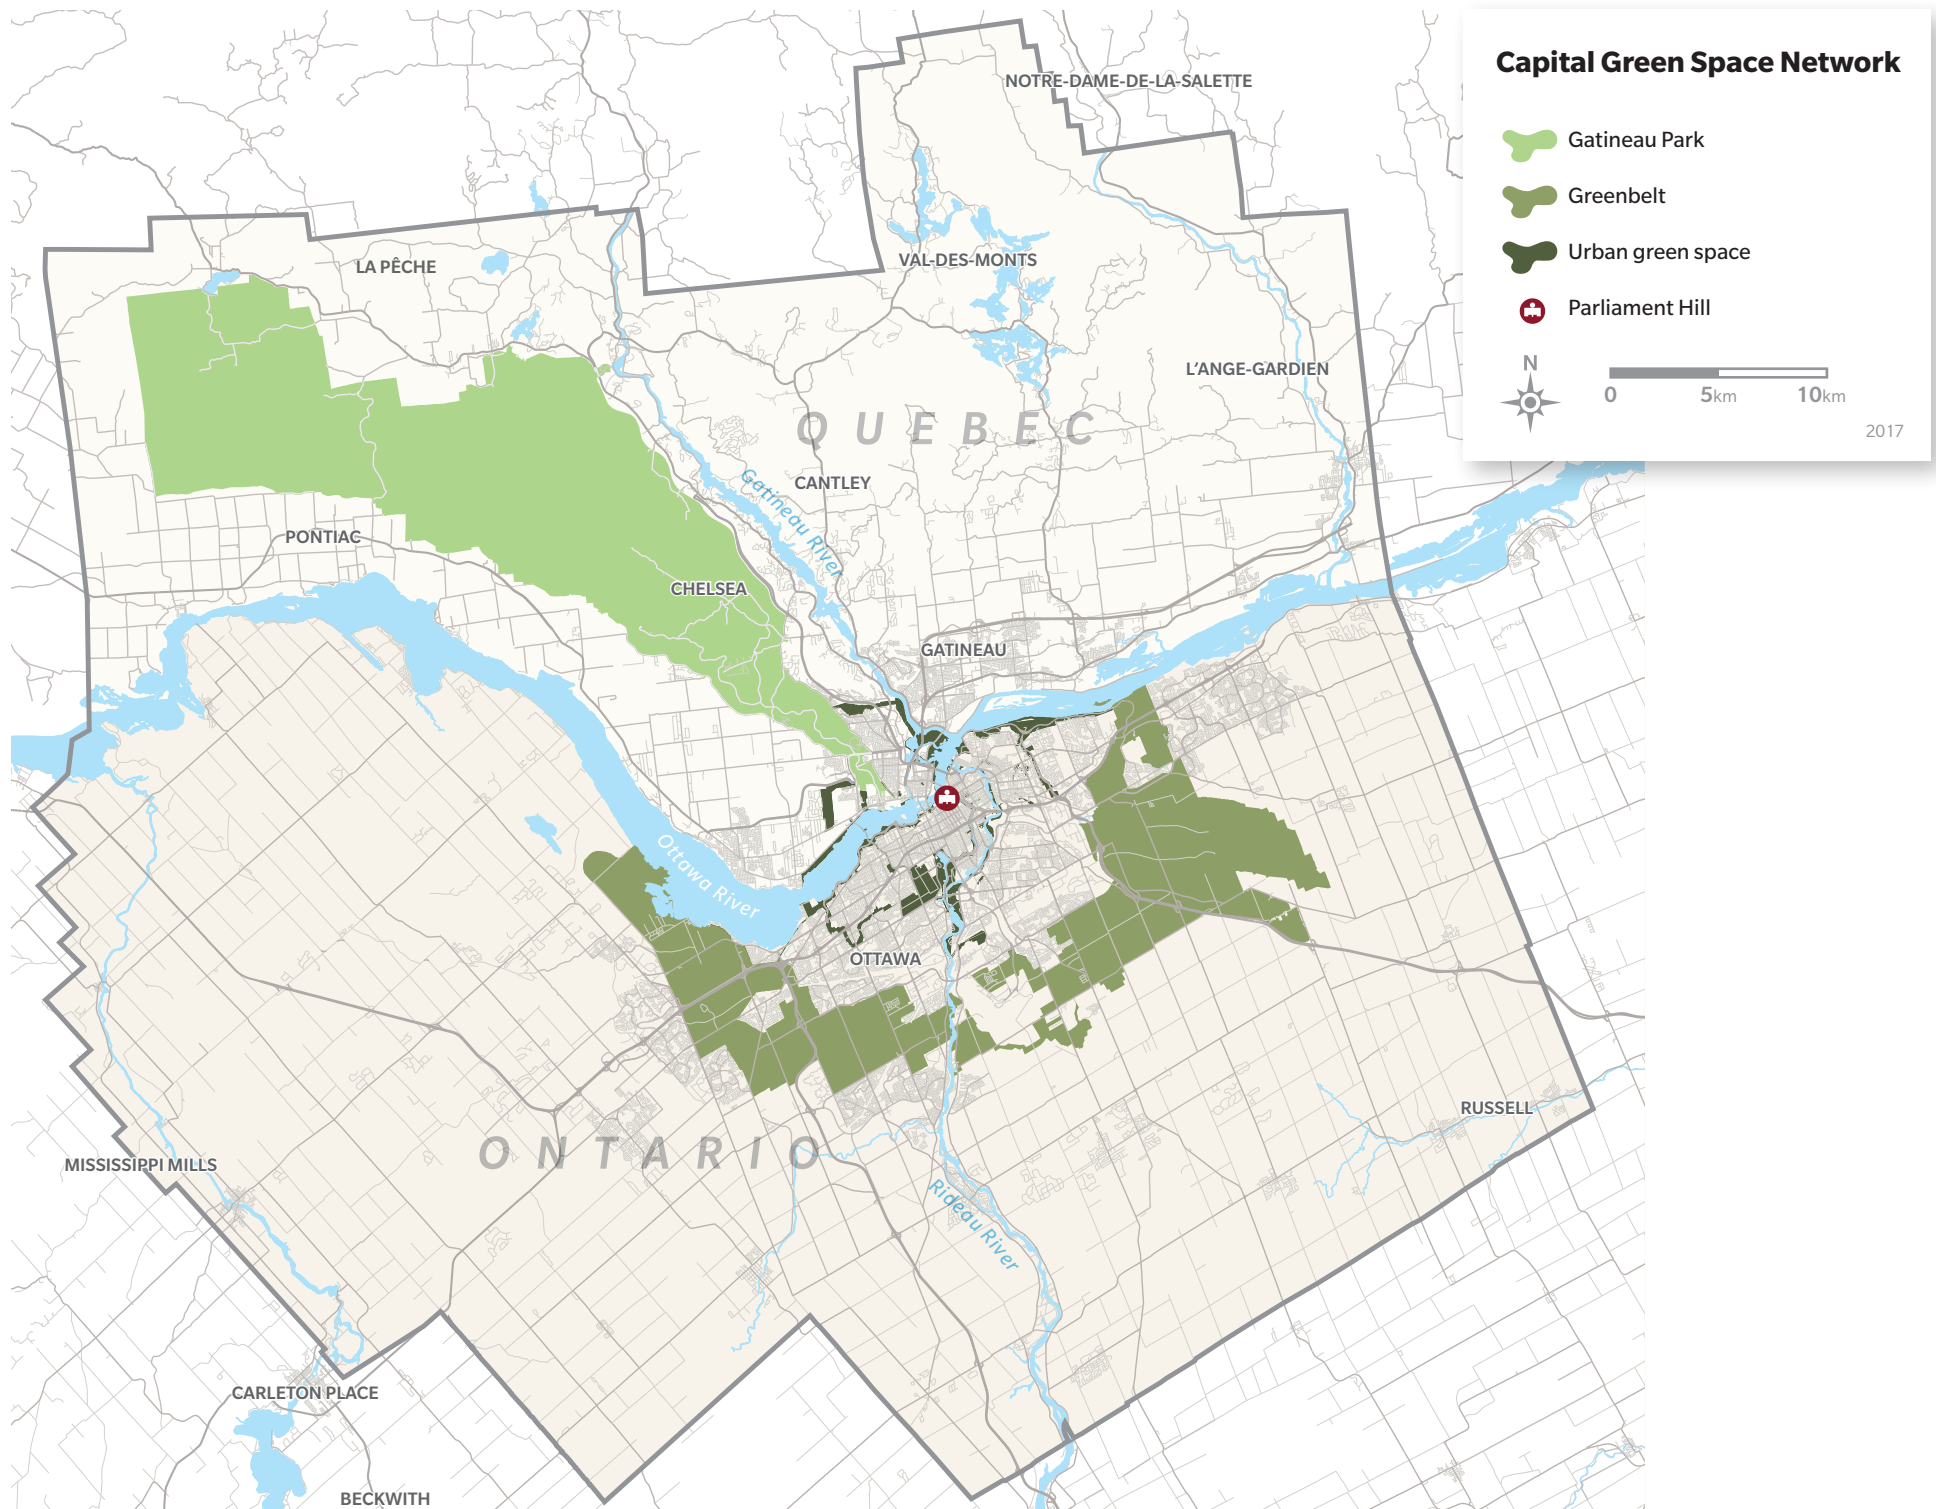 Capital Green Space Network
Gatineau Park
Greenbelt
Urban green space
Parliament Hill
N
0 5km 10km
2017
NOTRE-DAME-DE-LA-SALETTE
LA PÊCHE
VAL-DES-MONTS
L'ANGE-GARDIEN
QUEBEC
CANTLEY
Gatineau River
PONTIAC
CHELSEA
GATINEAU
Ottawa River
OTTAWA
RUSSELL
ONTARIO
MISSISSIPPI MILLS
Rideau River
CARLETON PLACE
BECKWITH